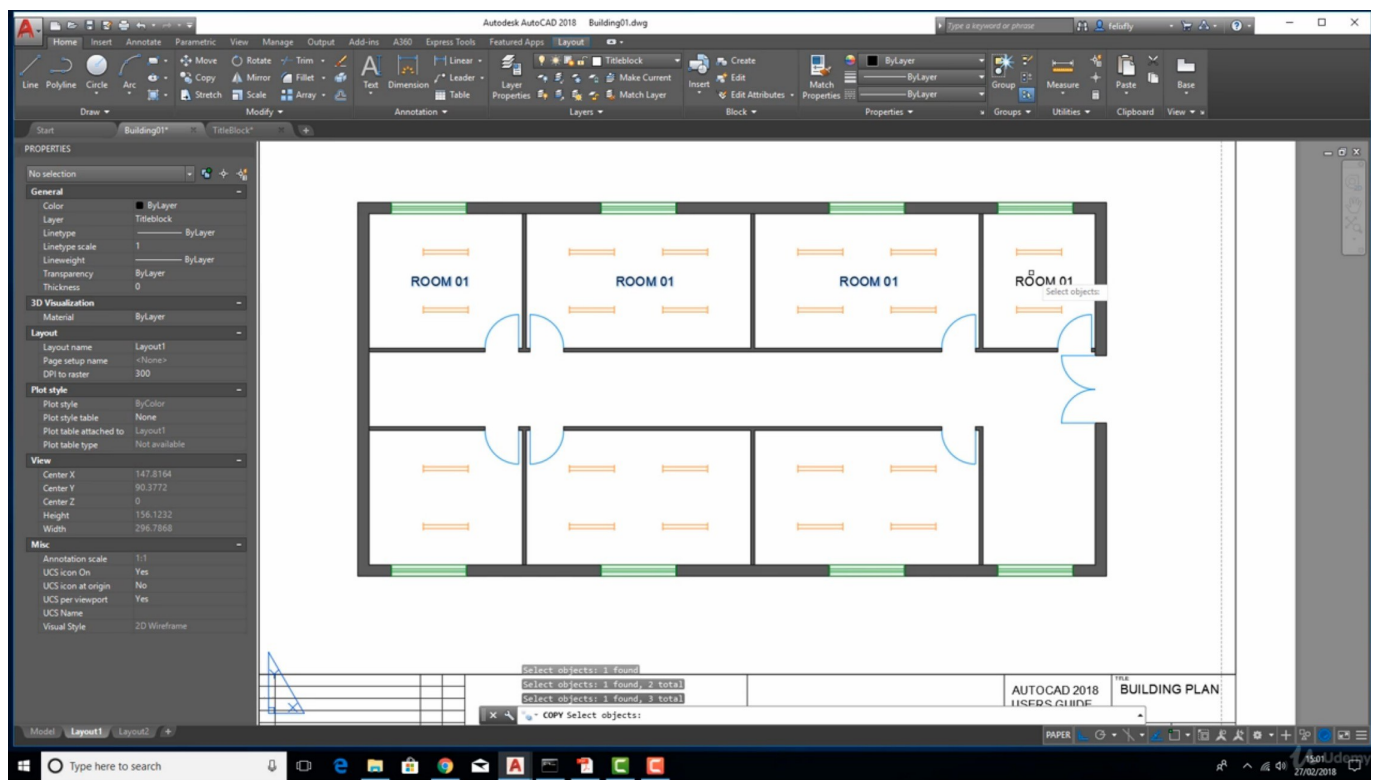 Autodesk AutoCAD 2018 Building01.dwg
Type a keyword or phrase
felixfly
Home Insert Annotate Parametric View Manage Output Add-ins A360 Express Tools Featured Apps Layout
Line Polyline Circle Arc
Move Rotate Trim
Copy Mirror Fillet
Stretch Scale Array
Text Dimension
Linear
Leader
Table
Layer Properties
Titleblock
Make Current
Match Layer
Insert
Create
Edit
Edit Attributes
Match Properties
ByLayer
ByLayer
ByLayer
Group
Measure
Paste
Base
Draw Modify Annotation Layers Block Properties Groups Utilities Clipboard View
Start Building01* TitleBlock*
PROPERTIES
No selection
General
Color ByLayer
Layer Titleblock
Linetype ByLayer
Linetype scale 1
Lineweight ByLayer
Transparency ByLayer
Thickness 0
3D Visualization
Material ByLayer
Layout
Layout name Layout1
Page setup name <None>
DPI to raster 300
Plot style
Plot style ByColor
Plot style table None
Plot table attached to Layout1
Plot table type Not available
View
Center X 147.8164
Center Y 90.3772
Center Z 0
Height 156.1232
Width 296.7868
Misc
Annotation scale 1:1
UCS icon On Yes
UCS icon at origin No
UCS per viewport Yes
UCS Name
Visual Style 2D Wireframe
ROOM 01 ROOM 01 ROOM 01 ROOM 01
Select objects:
Select objects: 1 found
Select objects: 1 found, 2 total
Select objects: 1 found, 3 total
COPY Select objects:
AUTOCAD 2018
USERS GUIDE
TITLE
BUILDING PLAN
Y
X
Model Layout1 Layout2
PAPER
Type here to search
15:01
27/02/2018
Udemy